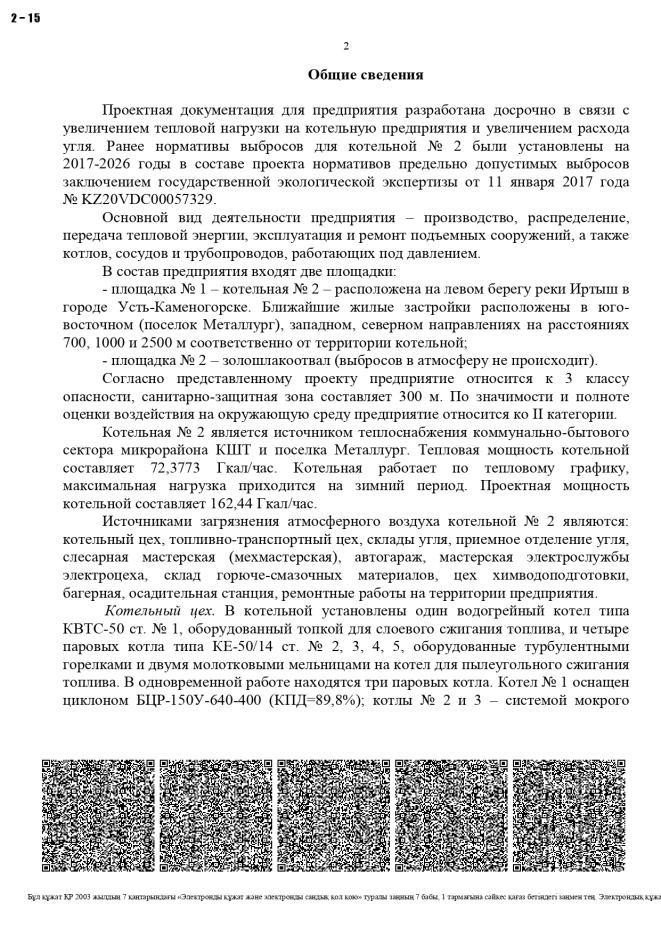 2 – 15
2
Общие сведения
Проектная документация для предприятия разработана досрочно в связи с
увеличением тепловой нагрузки на котельную предприятия и увеличением расхода
угля. Ранее нормативы выбросов для котельной № 2 были установлены на
2017-2026 годы в составе проекта нормативов предельно допустимых выбросов
заключением государственной экологической экспертизы от 11 января 2017 года
№ KZ20VDC00057329.
Основной вид деятельности предприятия – производство, распределение,
передача тепловой энергии, эксплуатация и ремонт подъемных сооружений, а также
котлов, сосудов и трубопроводов, работающих под давлением.
В состав предприятия входят две площадки:
- площадка № 1 – котельная № 2 – расположена на левом берегу реки Иртыш в
городе Усть-Каменогорске. Ближайшие жилые застройки расположены в юго-
восточном (поселок Металлург), западном, северном направлениях на расстояниях
700, 1000 и 2500 м соответственно от территории котельной;
- площадка № 2 – золошлакоотвал (выбросов в атмосферу не происходит).
Согласно представленному проекту предприятие относится к 3 классу
опасности, санитарно-защитная зона составляет 300 м. По значимости и полноте
оценки воздействия на окружающую среду предприятие относится ко II категории.
Котельная № 2 является источником теплоснабжения коммунально-бытового
сектора микрорайона КШТ и поселка Металлург. Тепловая мощность котельной
составляет 72,3773 Гкал/час. Котельная работает по тепловому графику,
максимальная нагрузка приходится на зимний период. Проектная мощность
котельной составляет 162,44 Гкал/час.
Источниками загрязнения атмосферного воздуха котельной № 2 являются:
котельный цех, топливно-транспортный цех, склады угля, приемное отделение угля,
слесарная мастерская (мехмастерская), автогараж, мастерская электрослужбы
электроцеха, склад горюче-смазочных материалов, цех химводоподготовки,
багерная, осадительная станция, ремонтные работы на территории предприятия.
Котельный цех. В котельной установлены один водогрейный котел типа
КВТС-50 ст. № 1, оборудованный топкой для слоевого сжигания топлива, и четыре
паровых котла типа КЕ-50/14 ст. № 2, 3, 4, 5, оборудованные турбулентными
горелками и двумя молотковыми мельницами на котел для пылеугольного сжигания
топлива. В одновременной работе находятся три паровых котла. Котел № 1 оснащен
циклоном БЦР-150У-640-400 (КПД=89,8%); котлы № 2 и 3 – системой мокрого
Бұл құжат ҚР 2003 жылдың 7 қаңтарындағы «Электронды құжат және электронды сандық қол қою» туралы заңның 7 бабы, 1 тармағына сәйкес қағаз бетіндегі заңмен тең. Электрондық құжа